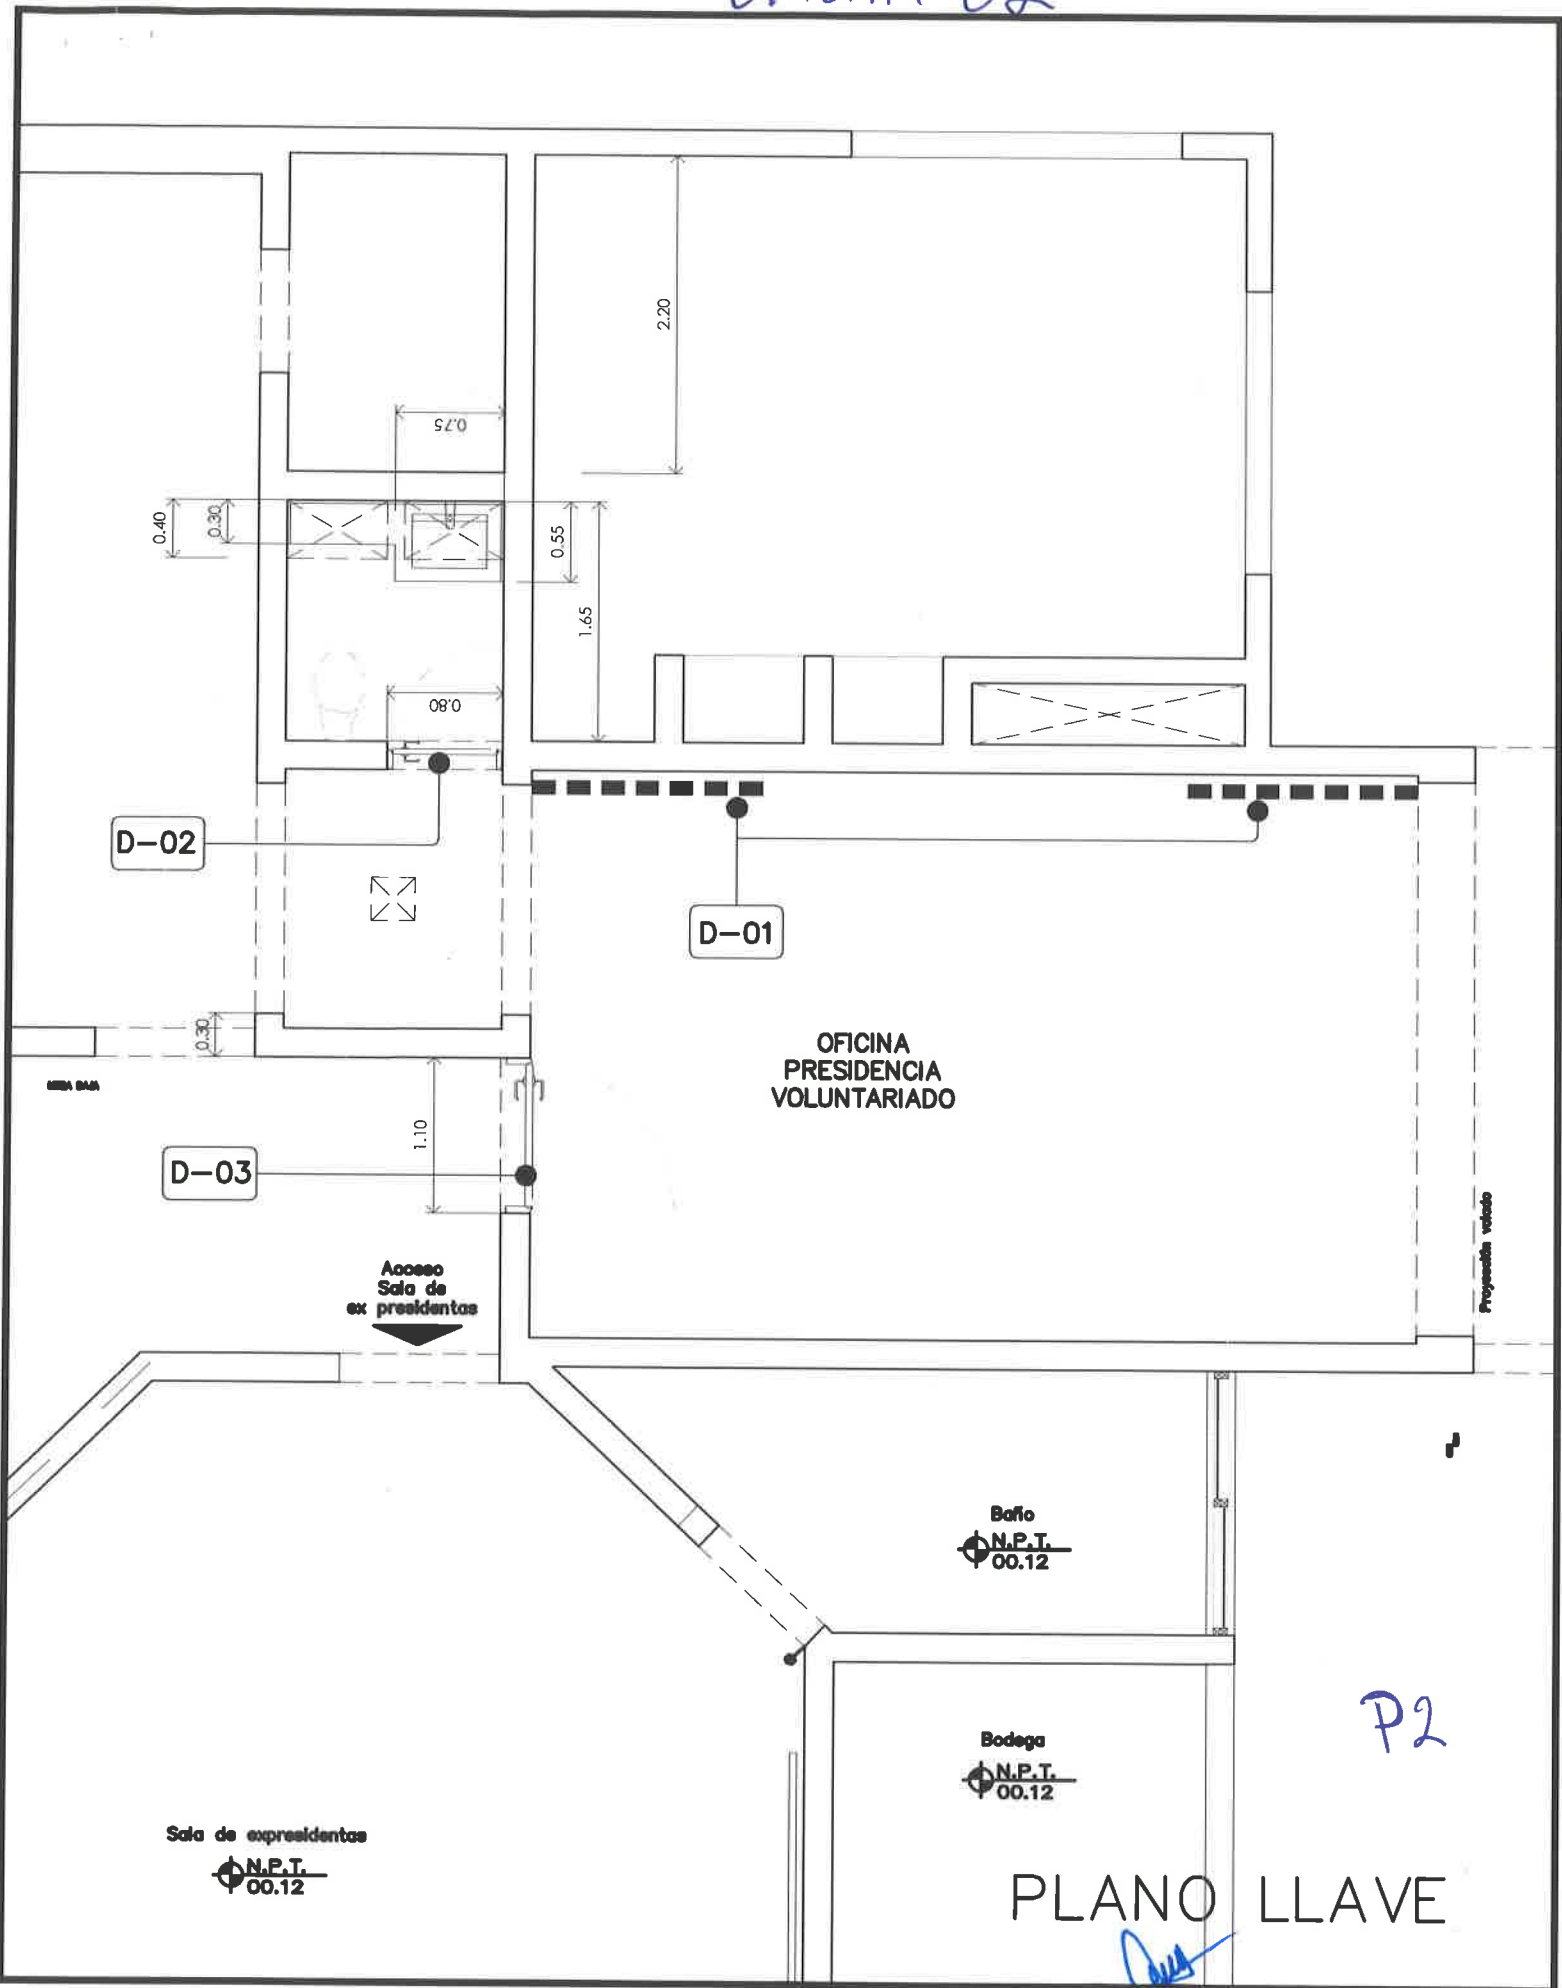 2.20
0.75
0.40
0.30
0.55
1.65
0.80
D-02
D-01
0.30
OFICINA
PRESIDENCIA
VOLUNTARIADO
1.10
D-03
Acceso
Sala de
ex presidentas
Proyección volado
Baño
N.P.T.
00.12
P2
Bodega
N.P.T.
00.12
Sala de expresidentas
N.P.T.
00.12
PLANO LLAVE